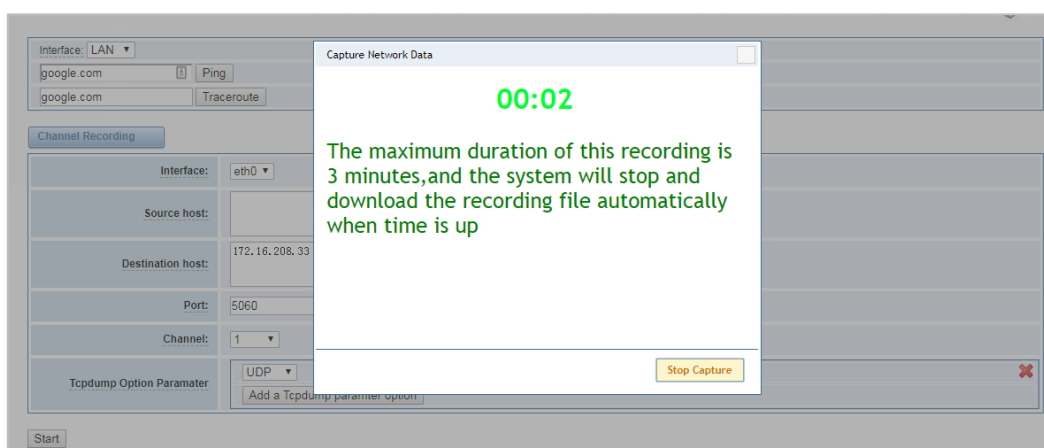 Interface: LAN
google.com Ping
google.com Traceroute
Channel Recording
Interface: eth0
Source host:
Destination host: 172.16.208.33
Port: 5060
Channel: 1
Tcpdump Option Paramater UDP
Add a Tcpdump paramter option
Start
Capture Network Data
00:02
The maximum duration of this recording is
3 minutes,and the system will stop and
download the recording file automatically
when time is up
Stop Capture